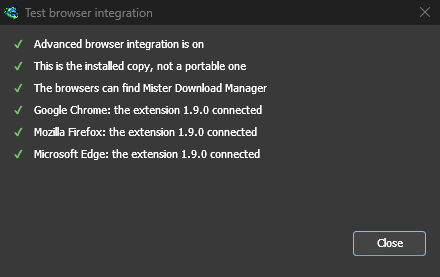 Test browser integration
Advanced browser integration is on
This is the installed copy, not a portable one
The browsers can find Mister Download Manager
Google Chrome: the extension 1.9.0 connected
Mozilla Firefox: the extension 1.9.0 connected
Microsoft Edge: the extension 1.9.0 connected
Close